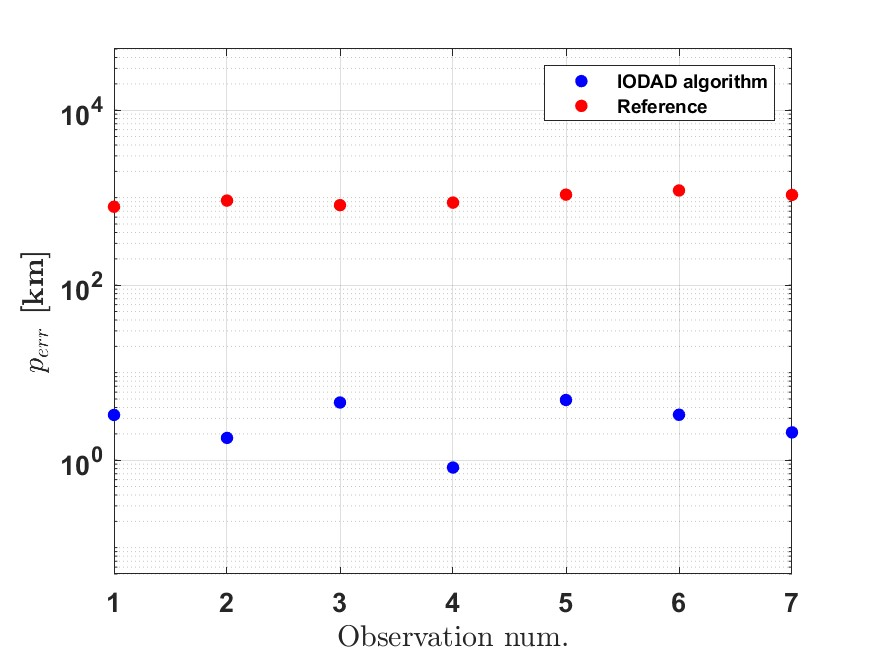 IODAD algorithm
Reference
10^4
10^2
10^0
p_err [km]
1 2 3 4 5 6 7
Observation num.